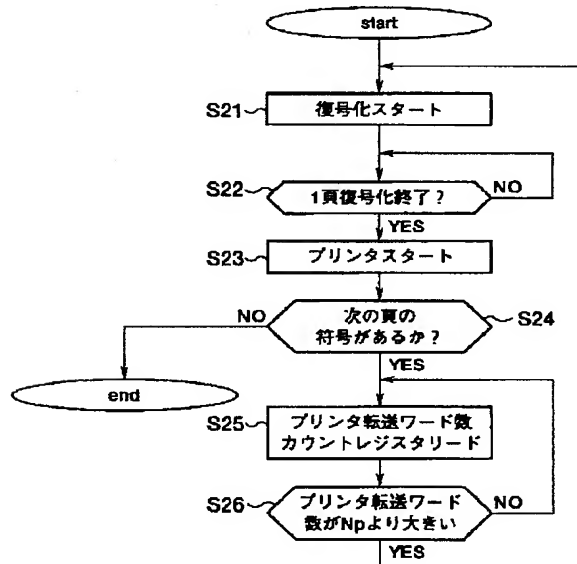 start
S21
復号化スタート
S22
1頁復号化終了？
NO
YES
S23
プリンタスタート
NO
次の頁の
符号があるか？
S24
YES
end
S25
プリンタ転送ワード数
カウントレジスタリード
S26
プリンタ転送ワード
数がNpより大きい
NO
YES